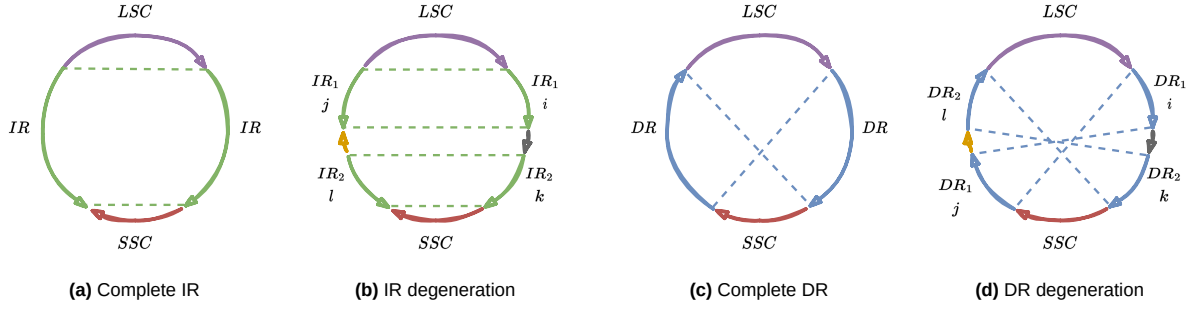 LSC
IR
IR
SSC
(a) Complete IR
LSC
IR₁
j
IR₁
i
IR₂
l
IR₂
k
SSC
(b) IR degeneration
LSC
DR
DR
SSC
(c) Complete DR
LSC
DR₂
l
DR₁
i
DR₁
j
DR₂
k
SSC
(d) DR degeneration